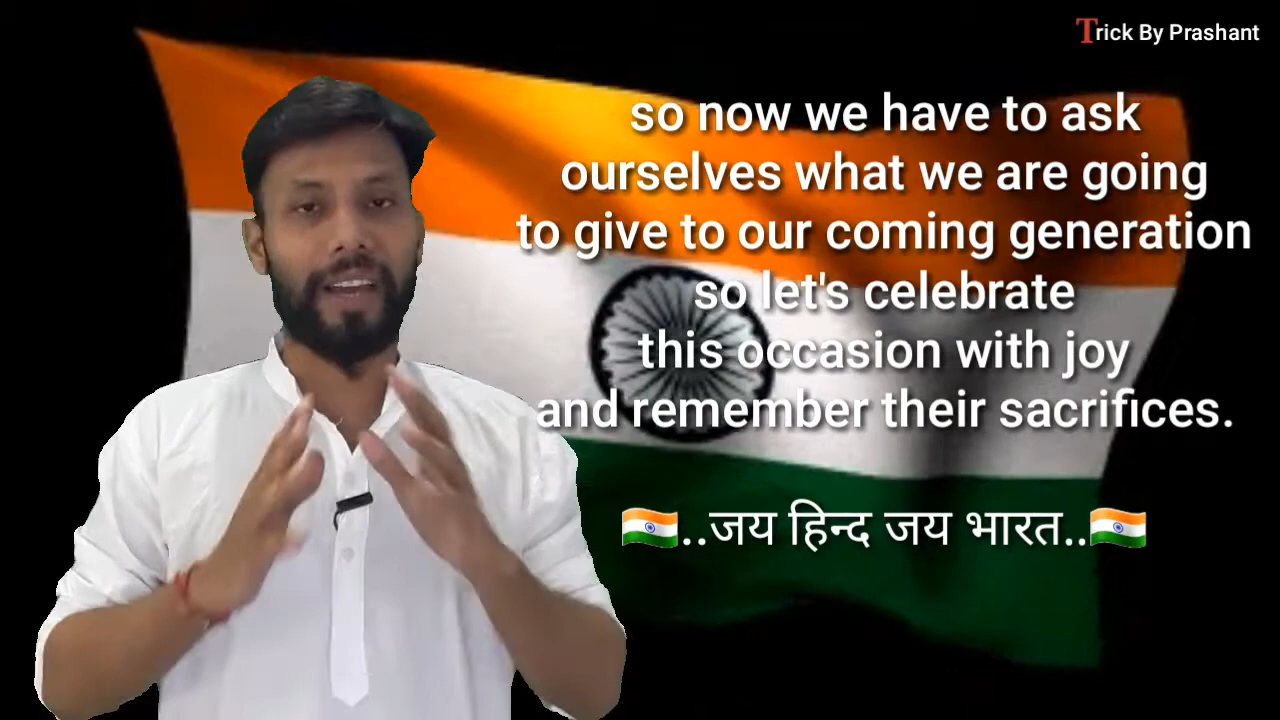 Trick By Prashant
so now we have to ask
ourselves what we are going
to give to our coming generation
so let's celebrate
this occasion with joy
and remember their sacrifices.
🇮🇳..जय हिन्द जय भारत..🇮🇳